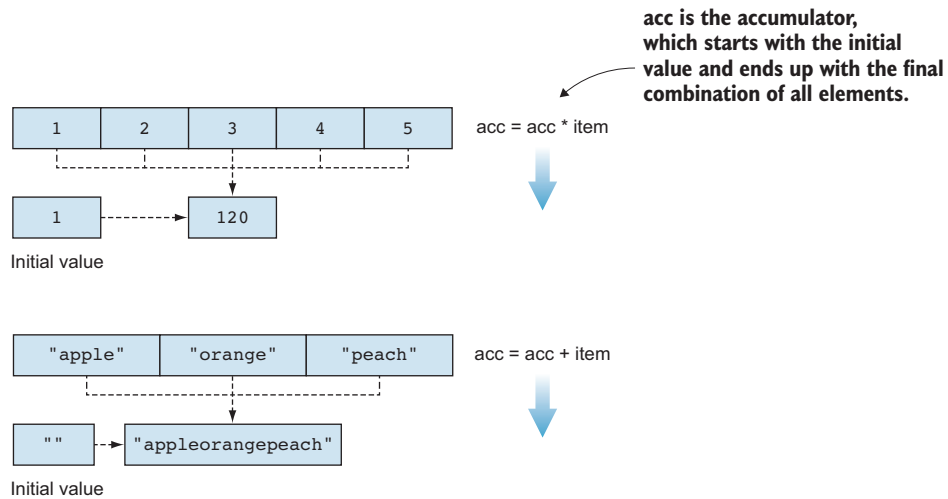 acc is the accumulator,
which starts with the initial
value and ends up with the final
combination of all elements.
1 2 3 4 5
acc = acc * item
1 120
Initial value
"apple" "orange" "peach"
acc = acc + item
"" "appleorangepeach"
Initial value